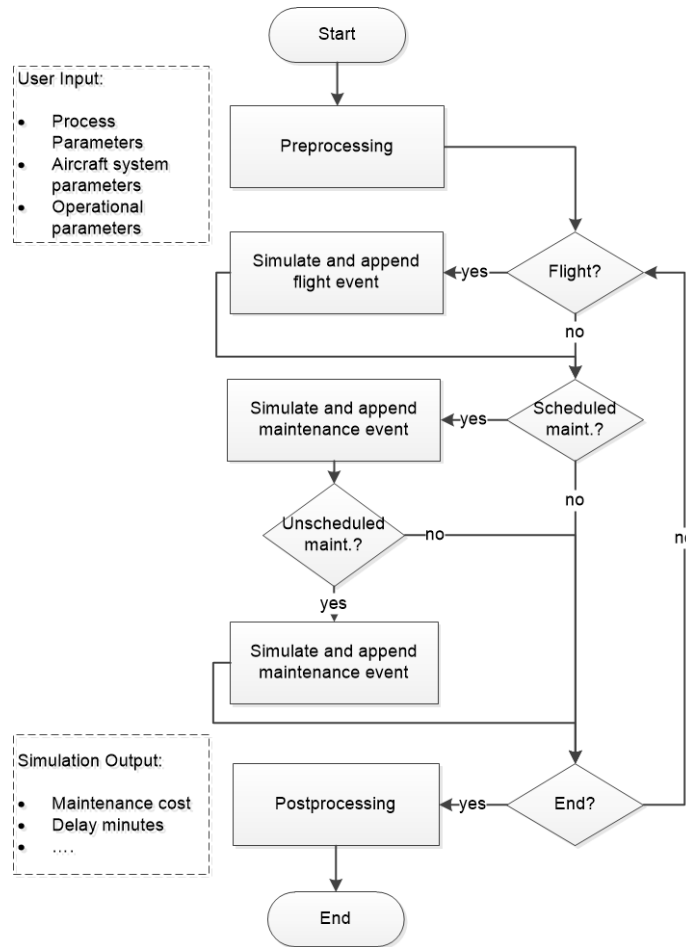 Start
User Input:
• Process
Parameters
• Aircraft system
parameters
• Operational
parameters
Preprocessing
Simulate and append
flight event
yes
Flight?
no
Simulate and append
maintenance event
yes
Scheduled
maint.?
no
Unscheduled
maint.?
no
no
yes
Simulate and append
maintenance event
Simulation Output:
• Maintenance cost
• Delay minutes
• ….
Postprocessing
yes
End?
End